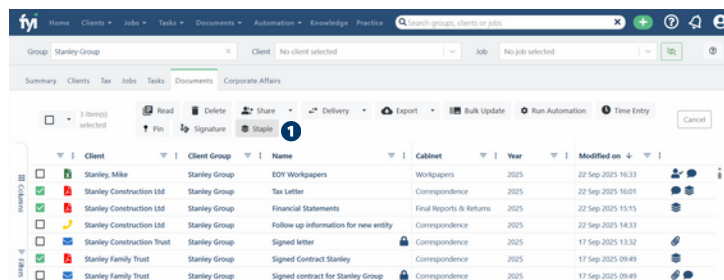 fyi Home Clients Jobs Tasks Documents Automation Knowledge Practice Search groups, clients or jobs
Group Stanley Group Client No client selected Job No job selected
Summary Clients Tax Jobs Tasks Documents Corporate Affairs
3 item(s) selected Read Delete Share Delivery Export Bulk Update Run Automation Time Entry Cancel
Pin Signature Staple 1
Client Client Group Name Cabinet Year Modified on
Stanley, Mike Stanley Group EOY Workpapers Workpapers 2025 22 Sep 2025 16:33
Stanley Construction Ltd Stanley Group Tax Letter Correspondence 2025 22 Sep 2025 16:01
Stanley Construction Ltd Stanley Group Financial Statements Final Reports & Returns 2025 22 Sep 2025 15:15
Stanley Construction Ltd Stanley Group Follow up information for new entity Correspondence 2025 22 Sep 2025 14:33
Stanley Construction Trust Stanley Group Signed letter Correspondence 2025 17 Sep 2025 13:32
Stanley Family Trust Stanley Group Signed Contract Stanley Correspondence 2025 17 Sep 2025 09:49
Stanley Family Trust Stanley Group Signed contract for Stanley Group Correspondence 2025 17 Sep 2025 09:49
Columns
Filters